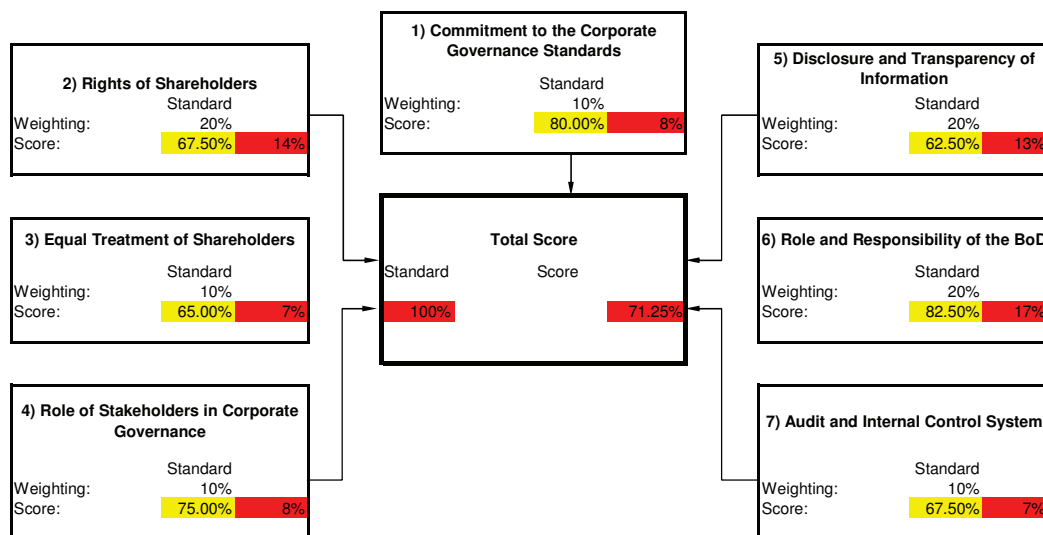 1) Commitment to the Corporate
Governance Standards
Standard
Weighting: 10%
Score: 80.00% 8%
2) Rights of Shareholders
Standard
Weighting: 20%
Score: 67.50% 14%
3) Equal Treatment of Shareholders
Standard
Weighting: 10%
Score: 65.00% 7%
4) Role of Stakeholders in Corporate
Governance
Standard
Weighting: 10%
Score: 75.00% 8%
Total Score
Standard Score
100% 71.25%
5) Disclosure and Transparency of
Information
Standard
Weighting: 20%
Score: 62.50% 13%
6) Role and Responsibility of the BoD
Standard
Weighting: 20%
Score: 82.50% 17%
7) Audit and Internal Control System
Standard
Weighting: 10%
Score: 67.50% 7%